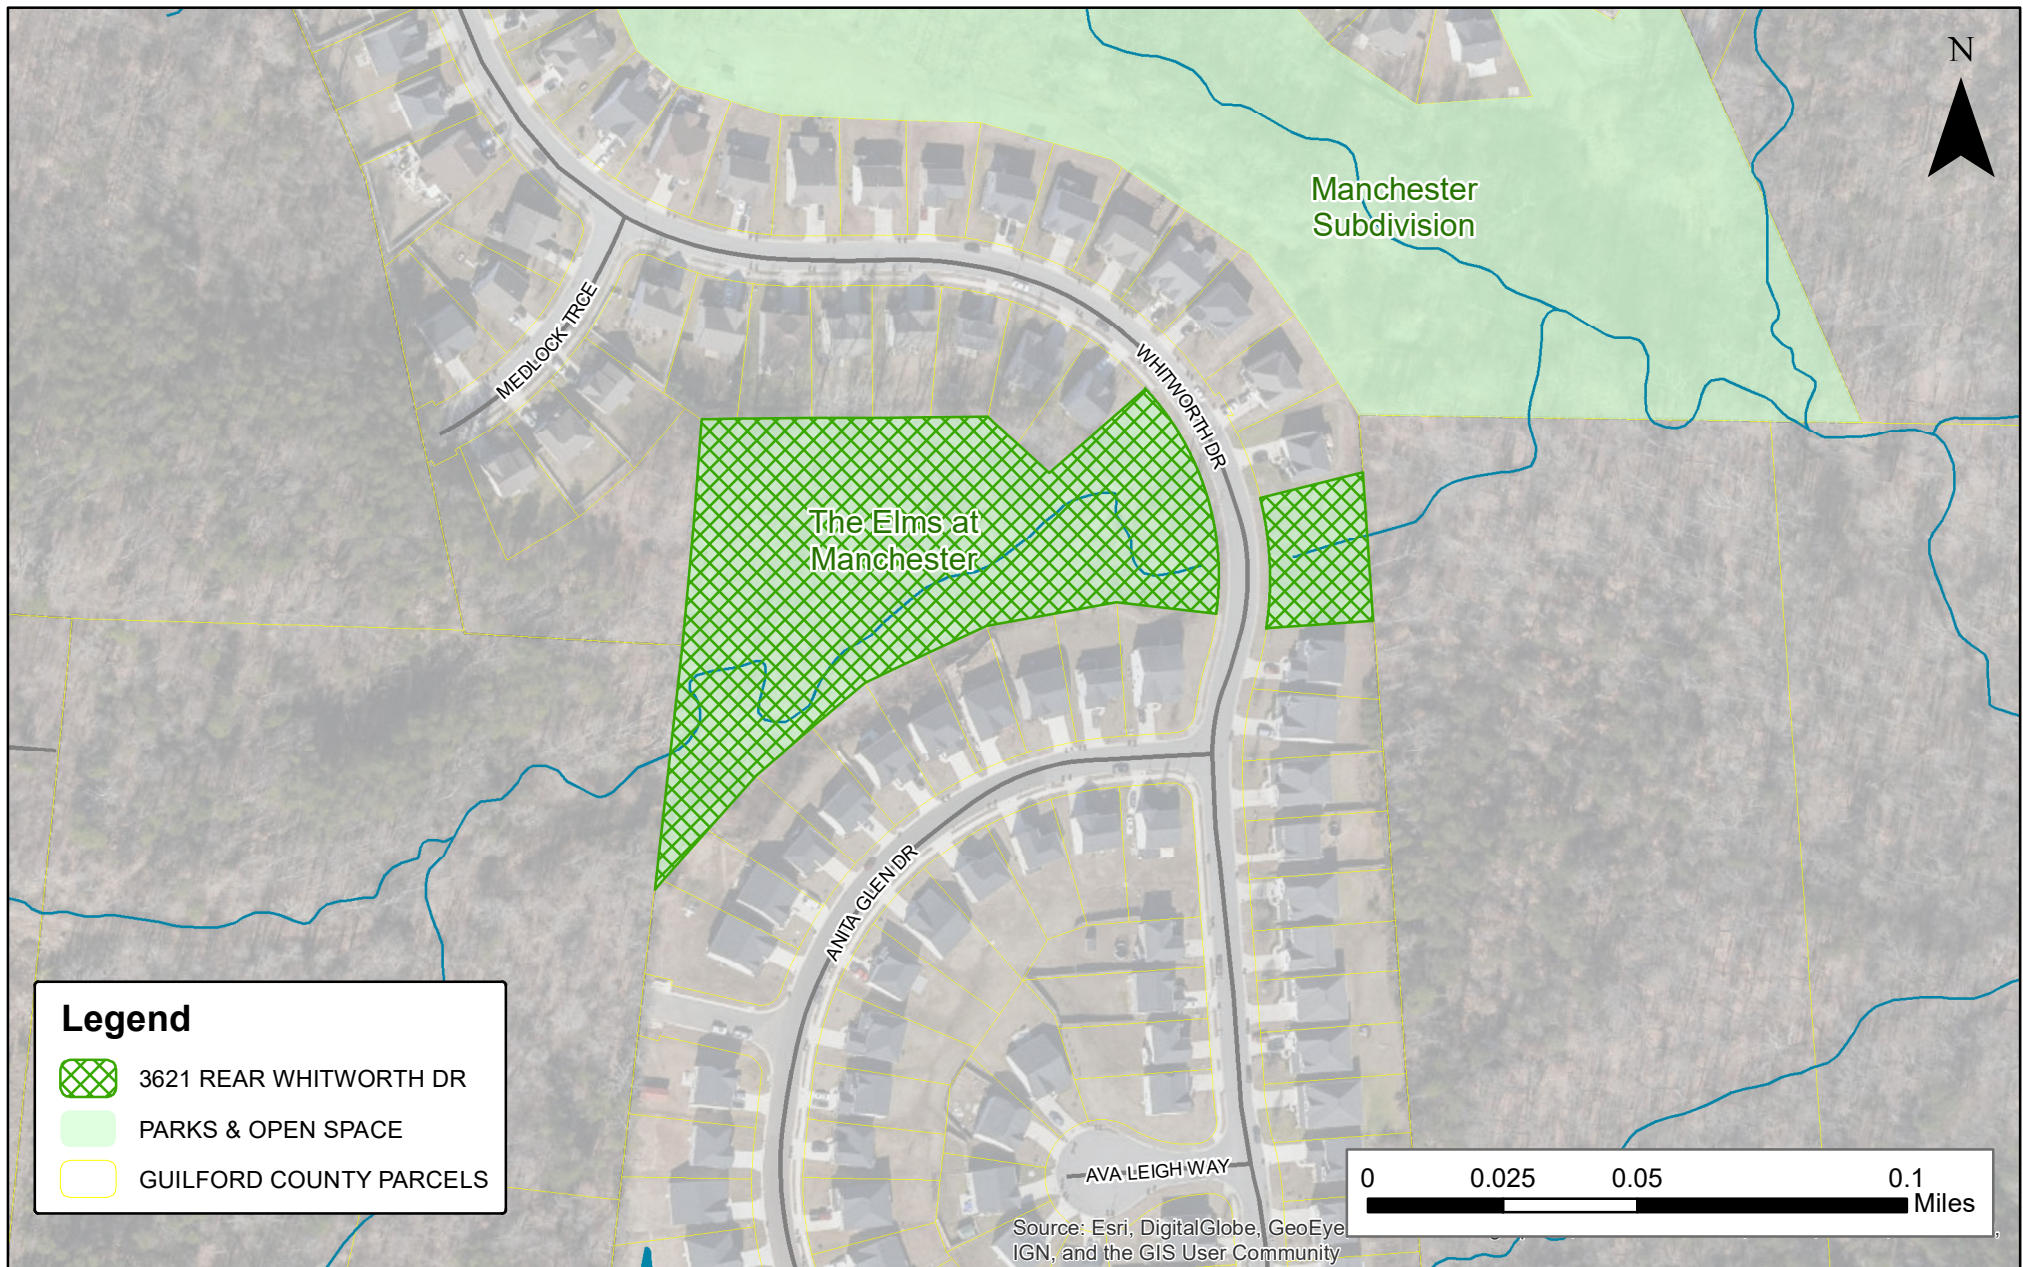 N
Manchester
Subdivision
MEDLOCK TRCE
WHITWORTH DR
The Elms at
Manchester
ANITA GLEN DR
AVA LEIGH WAY
Legend
3621 REAR WHITWORTH DR
PARKS & OPEN SPACE
GUILFORD COUNTY PARCELS
0 0.025 0.05 0.1
Miles
Source: Esri, DigitalGlobe, GeoEye
IGN, and the GIS User Community